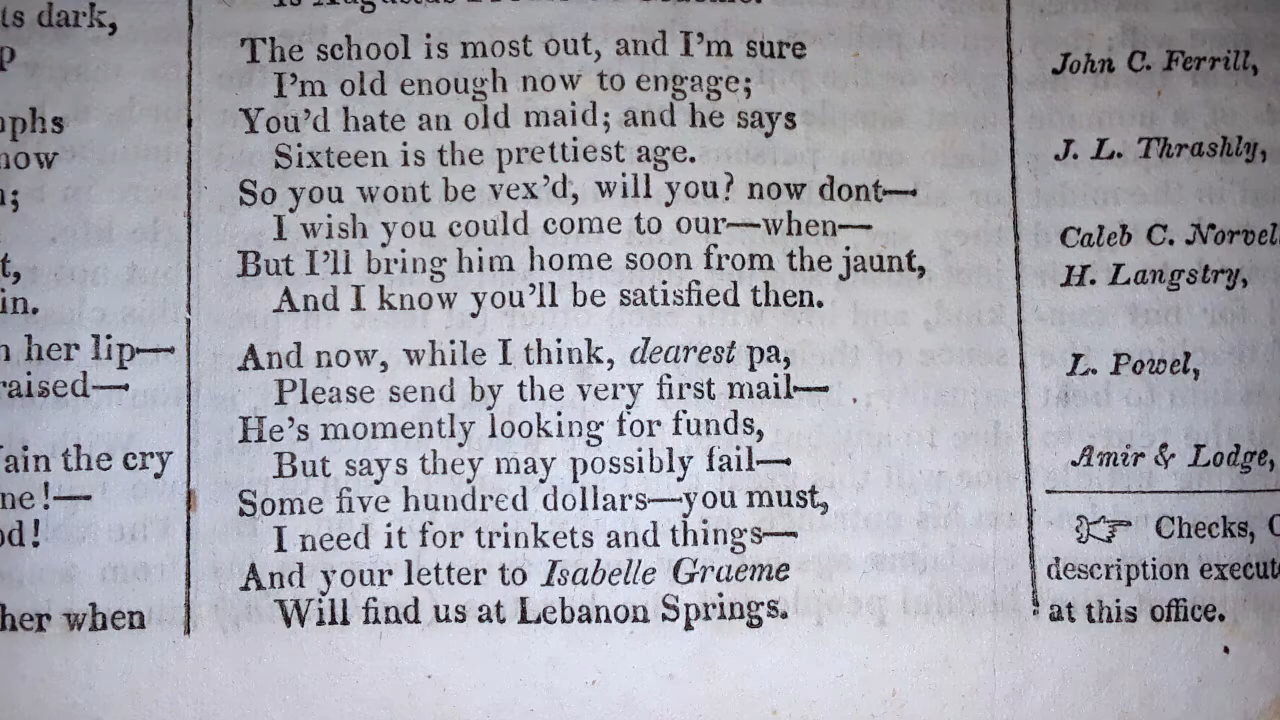 ts dark,
p
phs
now
;
t,
in.
her lip—
raised—
ain the cry
ne!—
d!
her when
The school is most out, and I'm sure
I'm old enough now to engage;
You'd hate an old maid; and he says
Sixteen is the prettiest age.
So you wont be vex'd, will you? now dont—
I wish you could come to our—when—
But I'll bring him home soon from the jaunt,
And I know you'll be satisfied then.
And now, while I think, dearest pa,
Please send by the very first mail—
He's momently looking for funds,
But says they may possibly fail—
Some five hundred dollars—you must,
I need it for trinkets and things—
And your letter to Isabelle Graeme
Will find us at Lebanon Springs.
John C. Ferrill,
J. L. Thrashly,
Caleb C. Norvel
H. Langstry,
L. Powel,
Amir & Lodge,
☞ Checks, C
description execut
at this office.